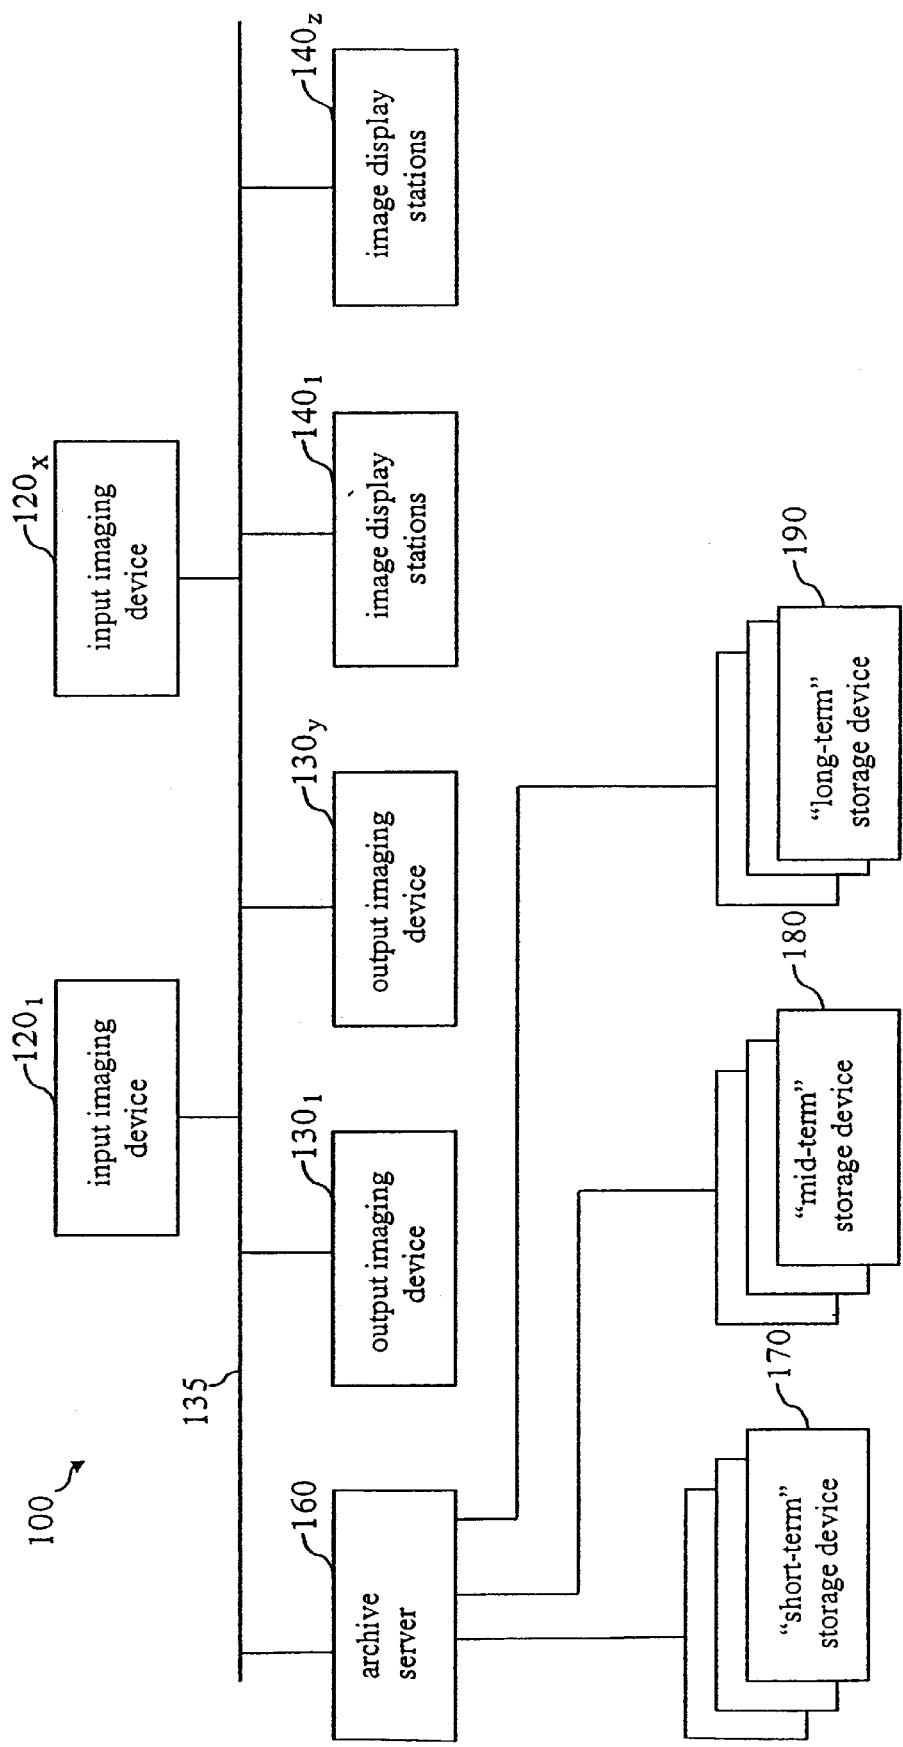 100
120₁
input imaging
device
120ₓ
input imaging
device
135
160
archive
server
130₁
output imaging
device
130ᵧ
output imaging
device
140₁
image display
stations
140_z
image display
stations
170
“short-term”
storage device
180
“mid-term”
storage device
190
“long-term”
storage device